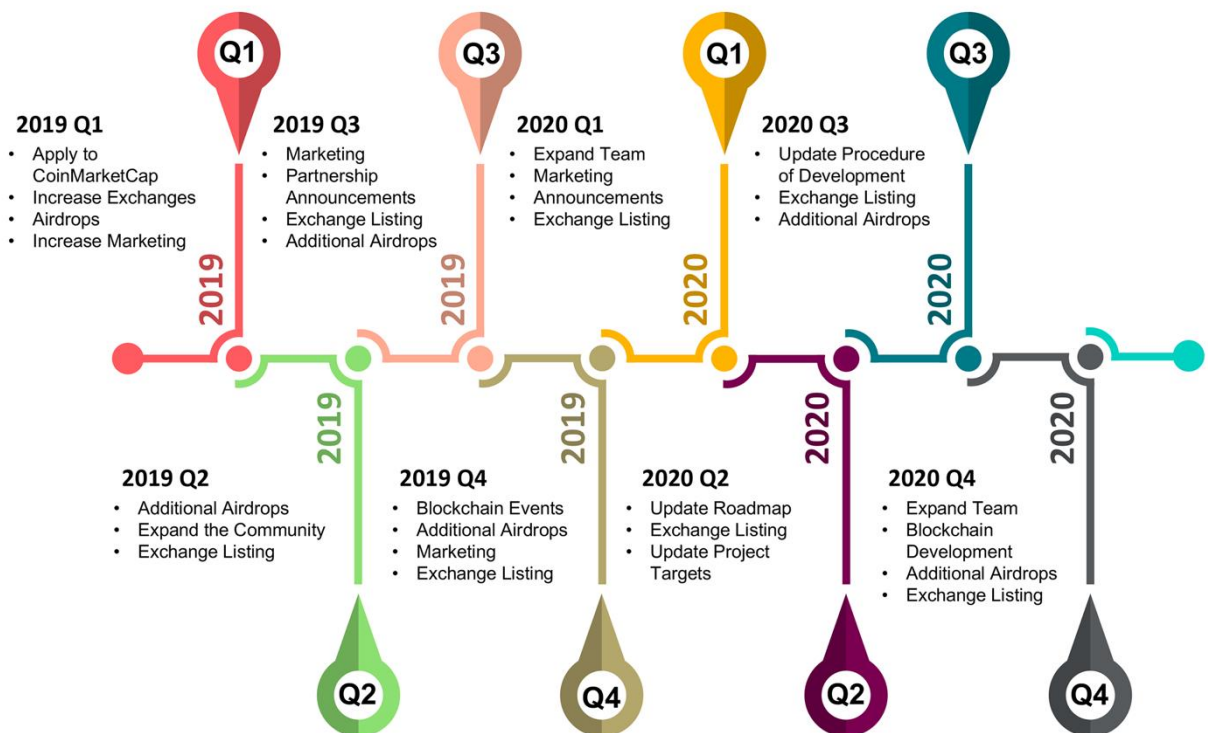 Q1
Q3
Q1
Q3
2019 Q1
• Apply to
CoinMarketCap
• Increase Exchanges
• Airdrops
• Increase Marketing
2019
2019 Q3
• Marketing
• Partnership
Announcements
• Exchange Listing
• Additional Airdrops
2019
2020 Q1
• Expand Team
• Marketing
• Announcements
• Exchange Listing
2020
2020 Q3
• Update Procedure
of Development
• Exchange Listing
• Additional Airdrops
2020
2019
2019 Q2
• Additional Airdrops
• Expand the Community
• Exchange Listing
2019
2019 Q4
• Blockchain Events
• Additional Airdrops
• Marketing
• Exchange Listing
2020
2020 Q2
• Update Roadmap
• Exchange Listing
• Update Project
Targets
2020
2020 Q4
• Expand Team
• Blockchain
Development
• Additional Airdrops
• Exchange Listing
Q2
Q4
Q2
Q4